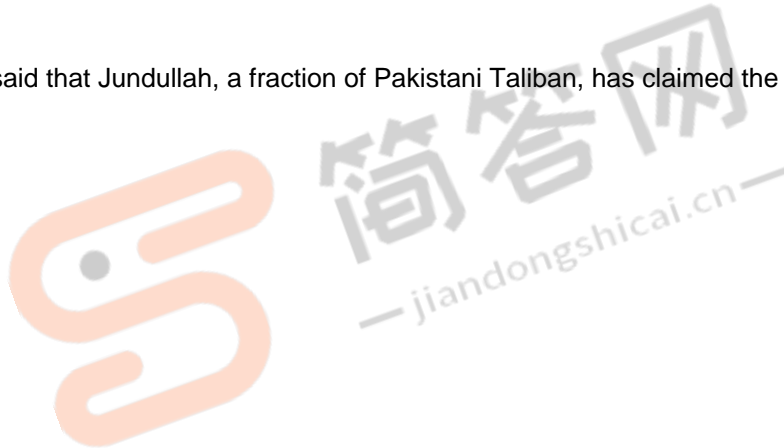 said that Jundullah, a fraction of Pakistani Taliban, has claimed the
简答网
jiandongshicai.cn